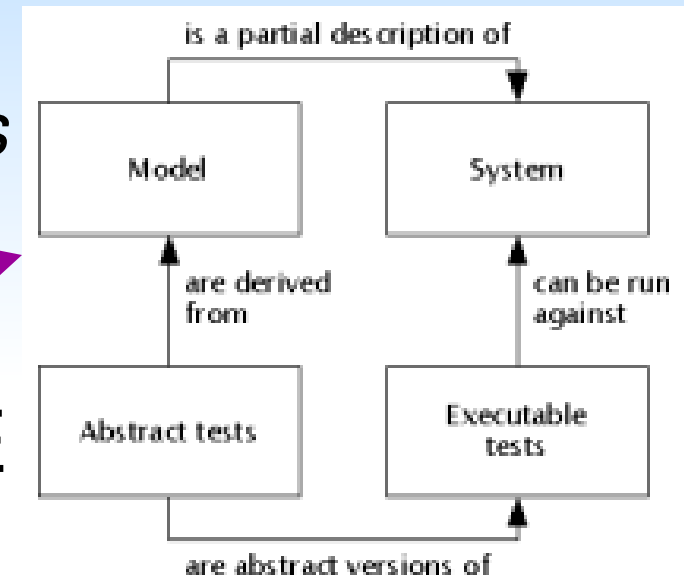 is a partial description of
s
Model
System
are derived
from
can be run
against
Abstract tests
Executable
tests
are abstract versions of